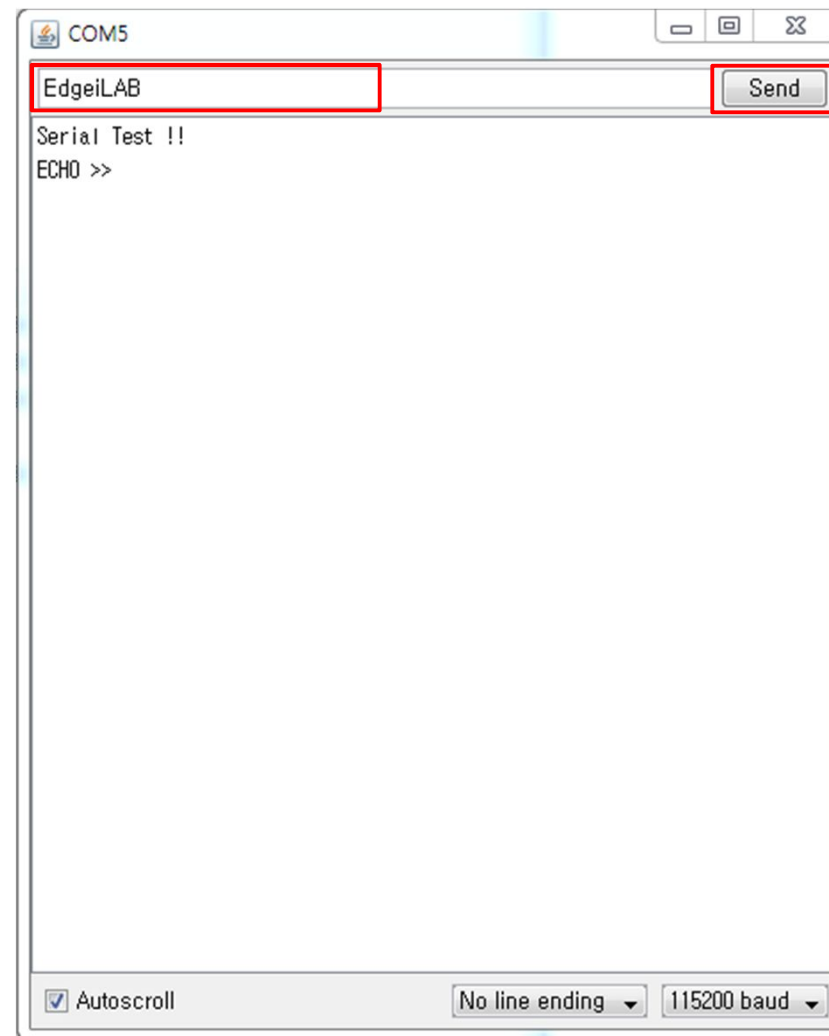 COM5
EdgeiLAB
Send
Serial Test !!
ECHO >>
Autoscroll
No line ending
115200 baud